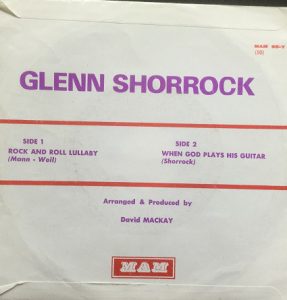 MAM
(50)
GLENN SHORROCK
SIDE 1
ROCK AND ROLL LULLABY
(Mann - Weil)
SIDE 2
WHEN GOD PLAYS HIS GUITAR
(Shorrock)
Arranged & Produced by
David MACKAY
MAM